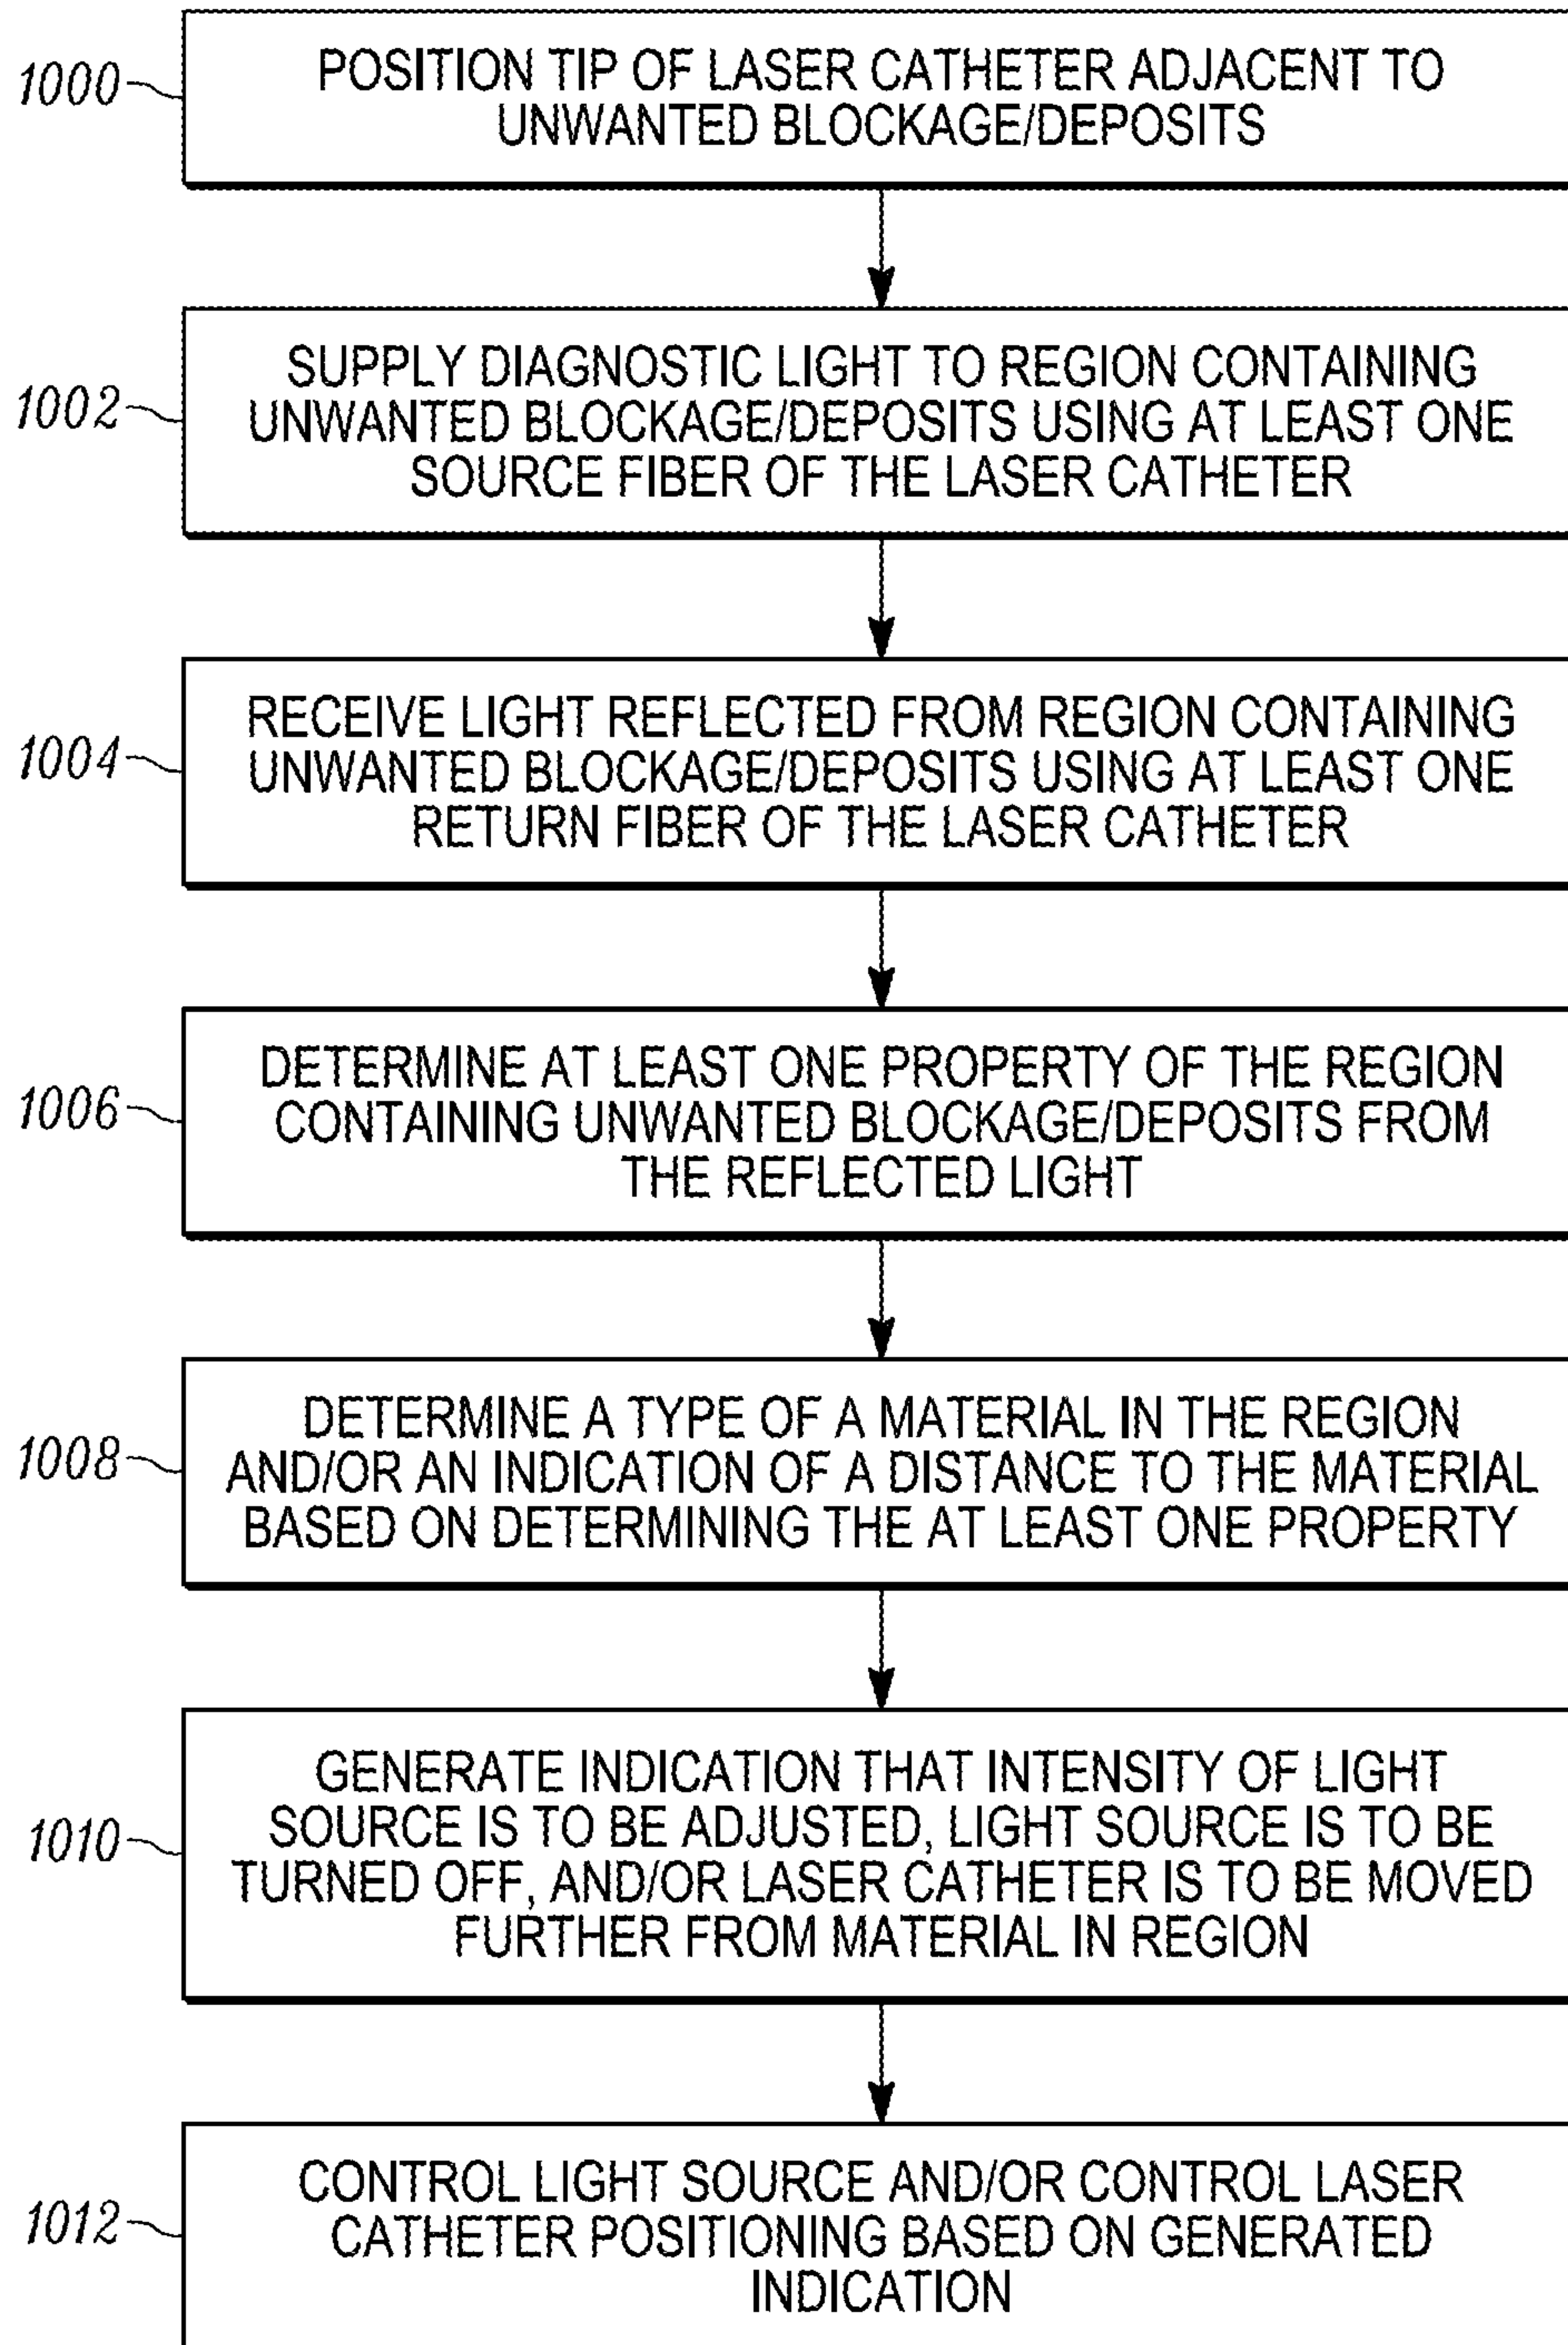 1000
POSITION TIP OF LASER CATHETER ADJACENT TO
UNWANTED BLOCKAGE/DEPOSITS
1002
SUPPLY DIAGNOSTIC LIGHT TO REGION CONTAINING
UNWANTED BLOCKAGE/DEPOSITS USING AT LEAST ONE
SOURCE FIBER OF THE LASER CATHETER
1004
RECEIVE LIGHT REFLECTED FROM REGION CONTAINING
UNWANTED BLOCKAGE/DEPOSITS USING AT LEAST ONE
RETURN FIBER OF THE LASER CATHETER
1006
DETERMINE AT LEAST ONE PROPERTY OF THE REGION
CONTAINING UNWANTED BLOCKAGE/DEPOSITS FROM
THE REFLECTED LIGHT
1008
DETERMINE A TYPE OF A MATERIAL IN THE REGION
AND/OR AN INDICATION OF A DISTANCE TO THE MATERIAL
BASED ON DETERMINING THE AT LEAST ONE PROPERTY
1010
GENERATE INDICATION THAT INTENSITY OF LIGHT
SOURCE IS TO BE ADJUSTED, LIGHT SOURCE IS TO BE
TURNED OFF, AND/OR LASER CATHETER IS TO BE MOVED
FURTHER FROM MATERIAL IN REGION
1012
CONTROL LIGHT SOURCE AND/OR CONTROL LASER
CATHETER POSITIONING BASED ON GENERATED
INDICATION